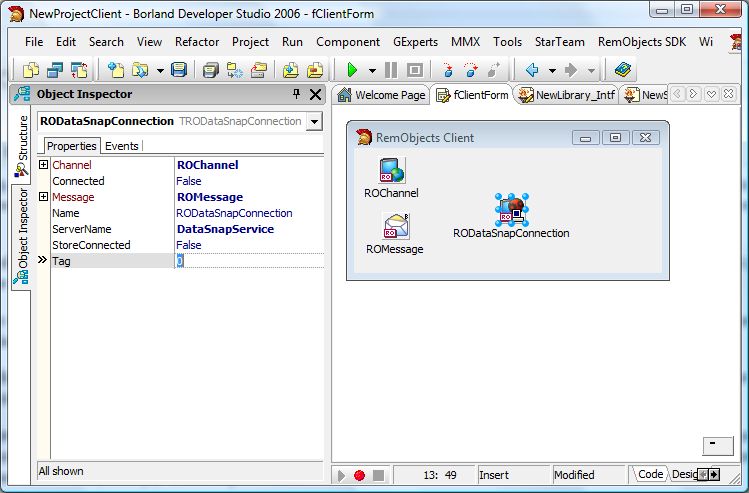 NewProjectClient - Borland Developer Studio 2006 - fClientForm
File Edit Search View Refactor Project Run Component GExperts MMX Tools StarTeam RemObjects SDK Wi
Object Inspector
Welcome Page fClientForm NewLibrary_Intf NewS
RODataSnapConnection TRODataSnapConnection
Properties Events
Channel ROChannel
Connected False
Message ROMessage
Name RODataSnapConnection
ServerName DataSnapService
StoreConnected False
Tag 0
All shown
Structure
Object Inspector
RemObjects Client
RO
ROChannel
RO
RODataSnapConnection
RO
ROMessage
13: 49 Insert Modified Code Desig